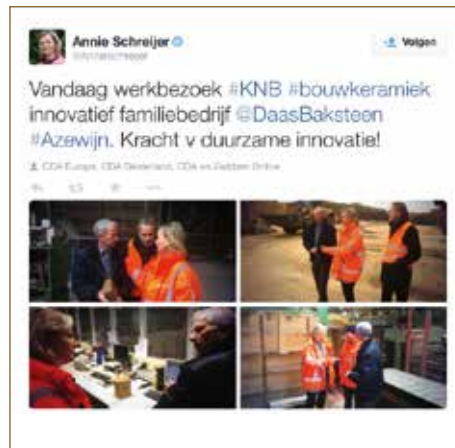 Annie Schreijer
Volgen
Vandaag werkbezoek #KNB #bouwkeramiek
innovatief familiebedrijf @DaasBaksteen
#Azewijn. Kracht v duurzame innovatie!
CDA Europa, CDA Nederland, CDA en Gelderland Online